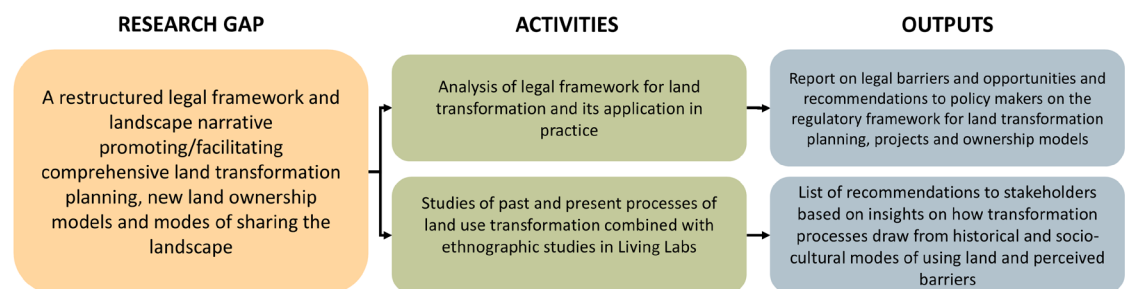 RESEARCH GAP
ACTIVITIES
OUTPUTS
A restructured legal framework and
landscape narrative
promoting/facilitating
comprehensive land transformation
planning, new land ownership
models and modes of sharing the
landscape
Analysis of legal framework for land
transformation and its application in
practice
Report on legal barriers and opportunities and
recommendations to policy makers on the
regulatory framework for land transformation
planning, projects and ownership models
Studies of past and present processes of
land use transformation combined with
ethnographic studies in Living Labs
List of recommendations to stakeholders
based on insights on how transformation
processes draw from historical and socio-
cultural modes of using land and perceived
barriers